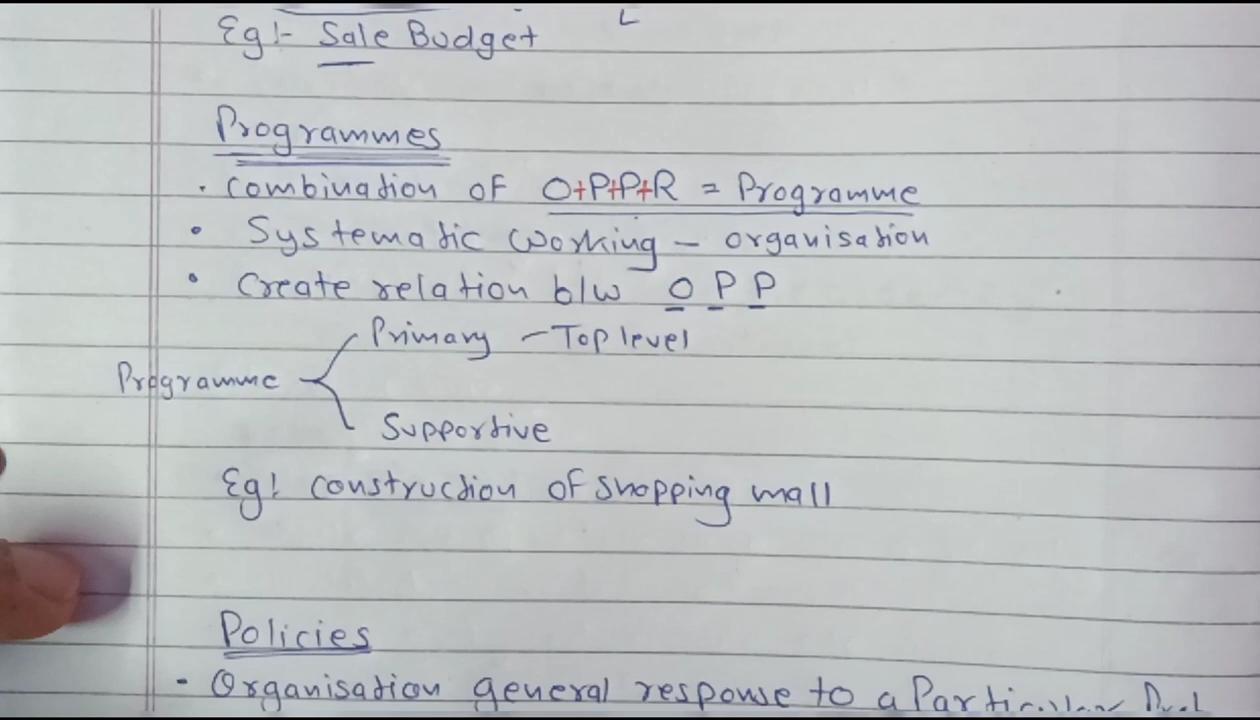 Eg:- Sale Budget
Programmes
• Combination of O+P+P+R = Programme
• Systematic working - organisation
• Create relation b/w O P P
Primary - Top level
Programme
Supportive
Eg: Construction of Shopping mall
Policies
• Organisation general response to a Particular